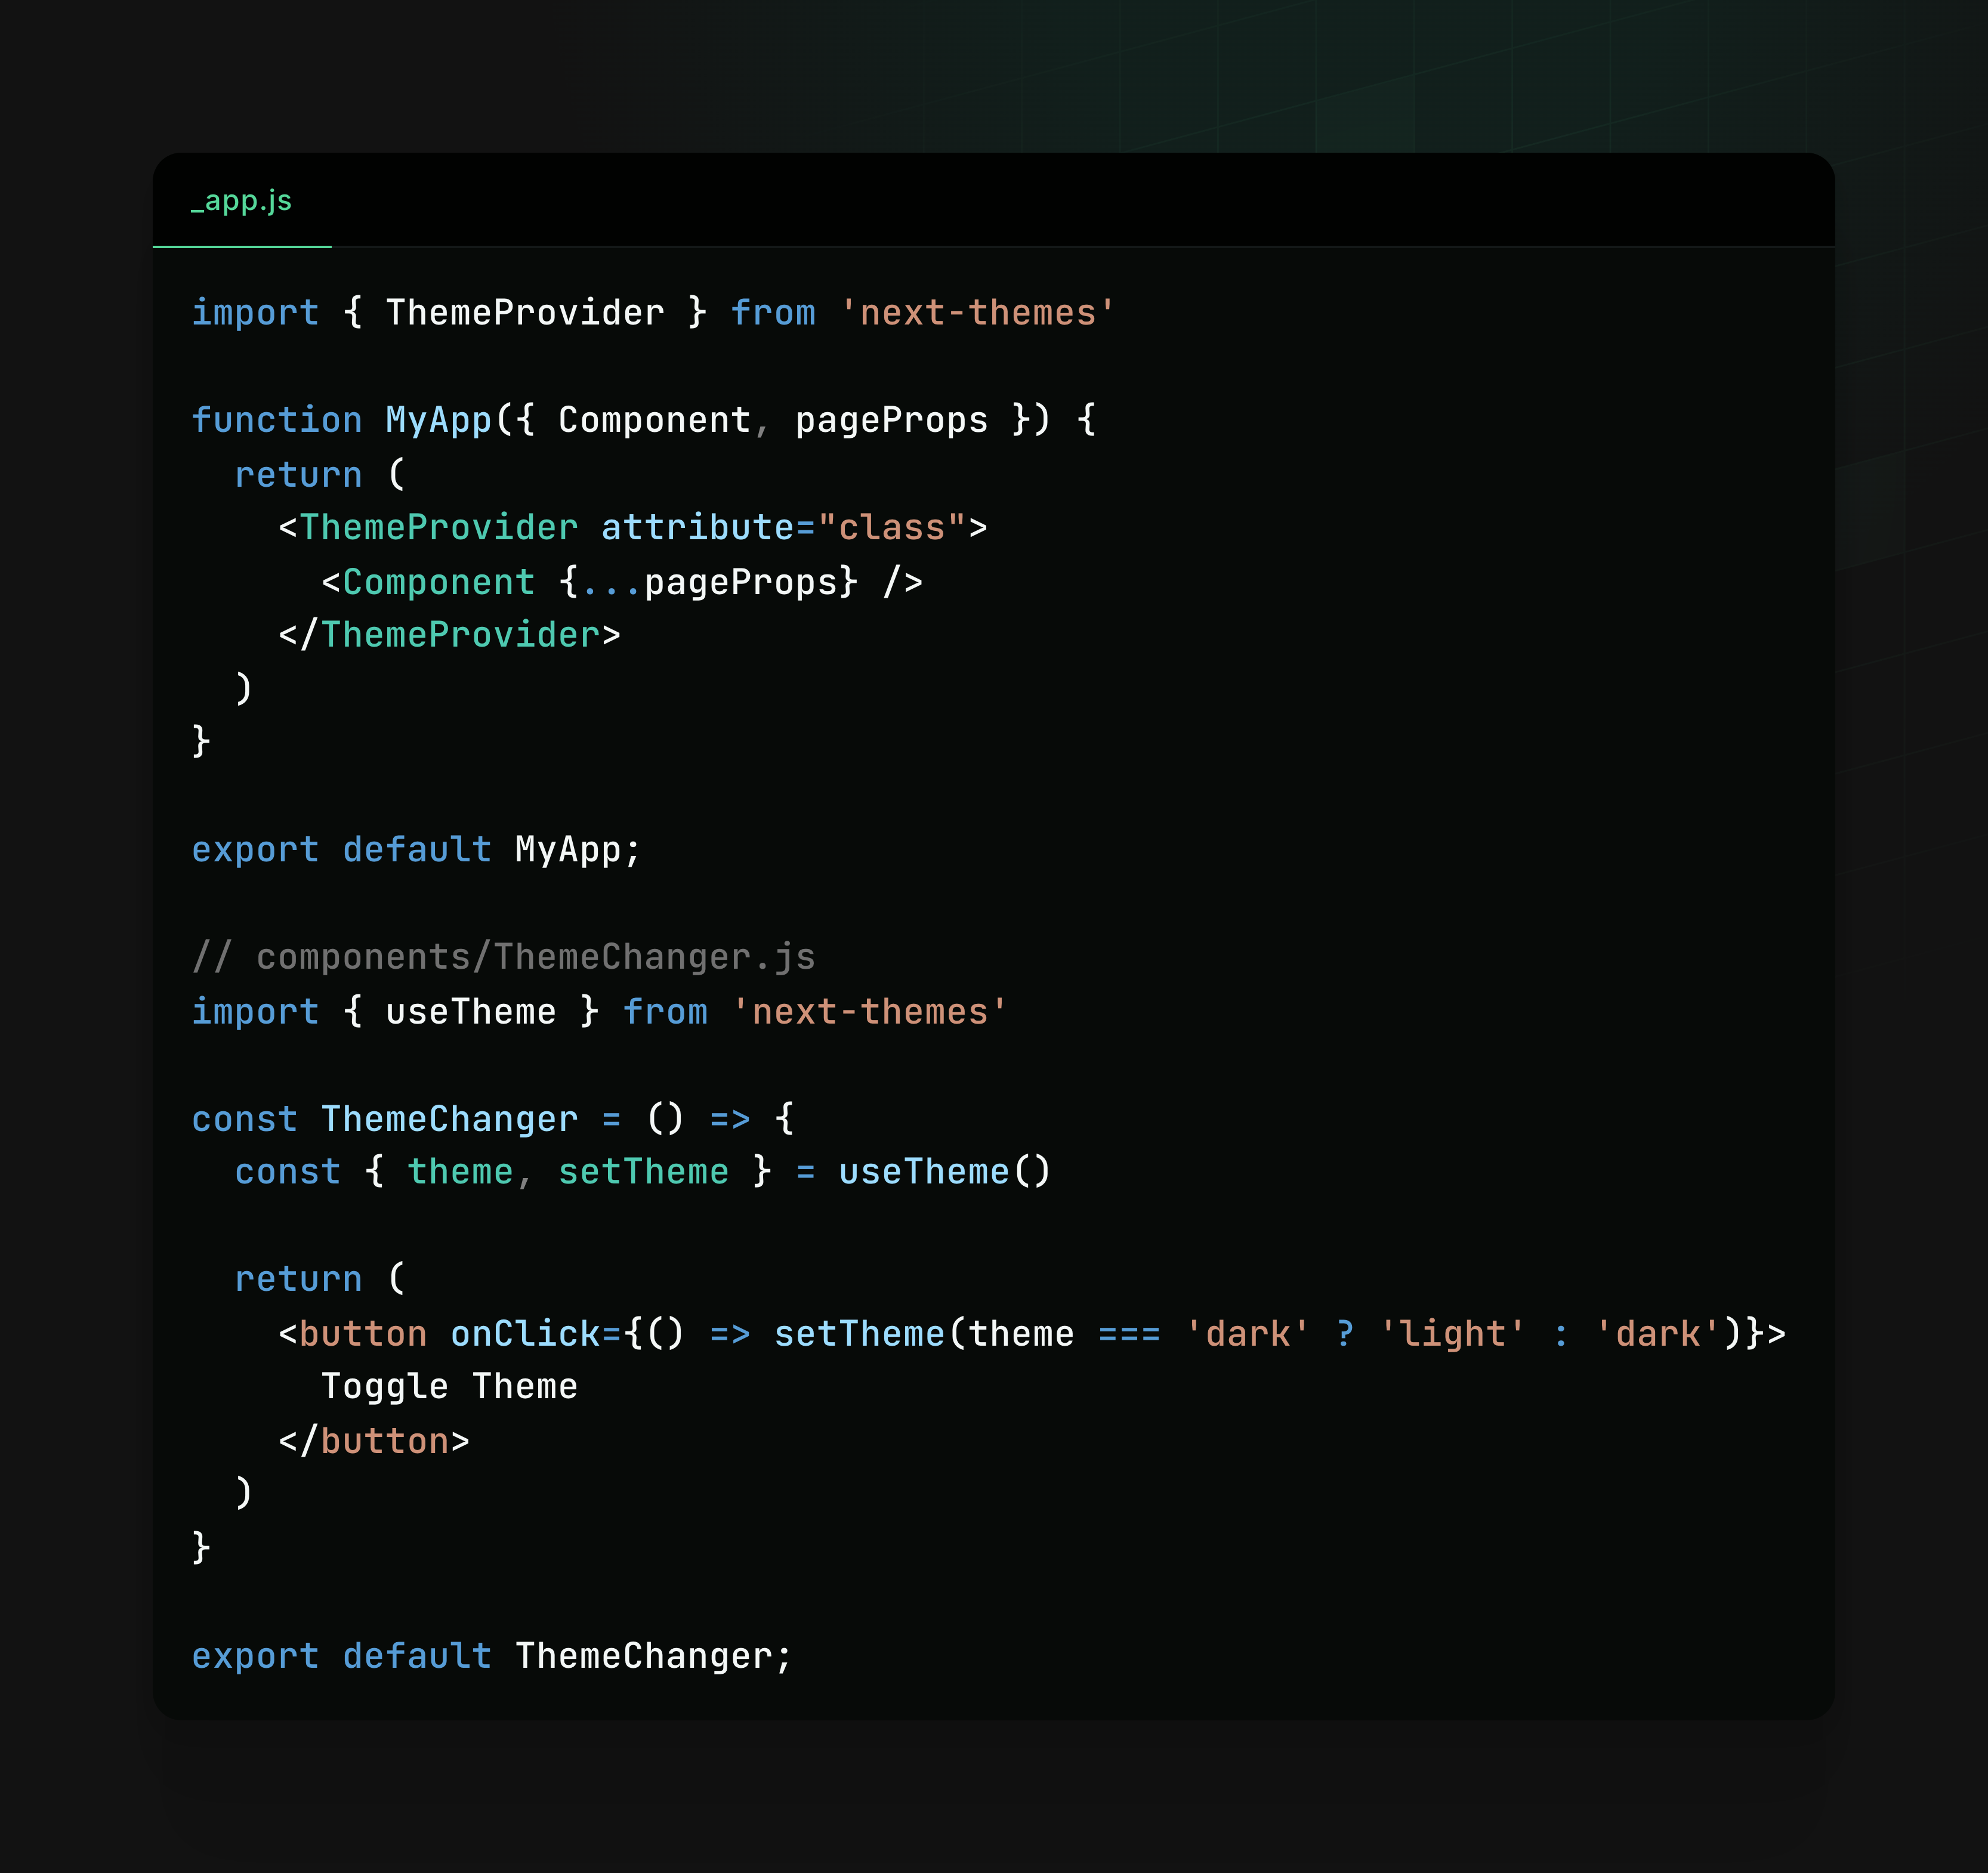 _app.js
import { ThemeProvider } from 'next-themes'

function MyApp({ Component, pageProps }) {
  return (
    <ThemeProvider attribute="class">
      <Component {...pageProps} />
    </ThemeProvider>
  )
}

export default MyApp;

// components/ThemeChanger.js
import { useTheme } from 'next-themes'

const ThemeChanger = () => {
  const { theme, setTheme } = useTheme()

  return (
    <button onClick={() => setTheme(theme === 'dark' ? 'light' : 'dark')}>
      Toggle Theme
    </button>
  )
}

export default ThemeChanger;